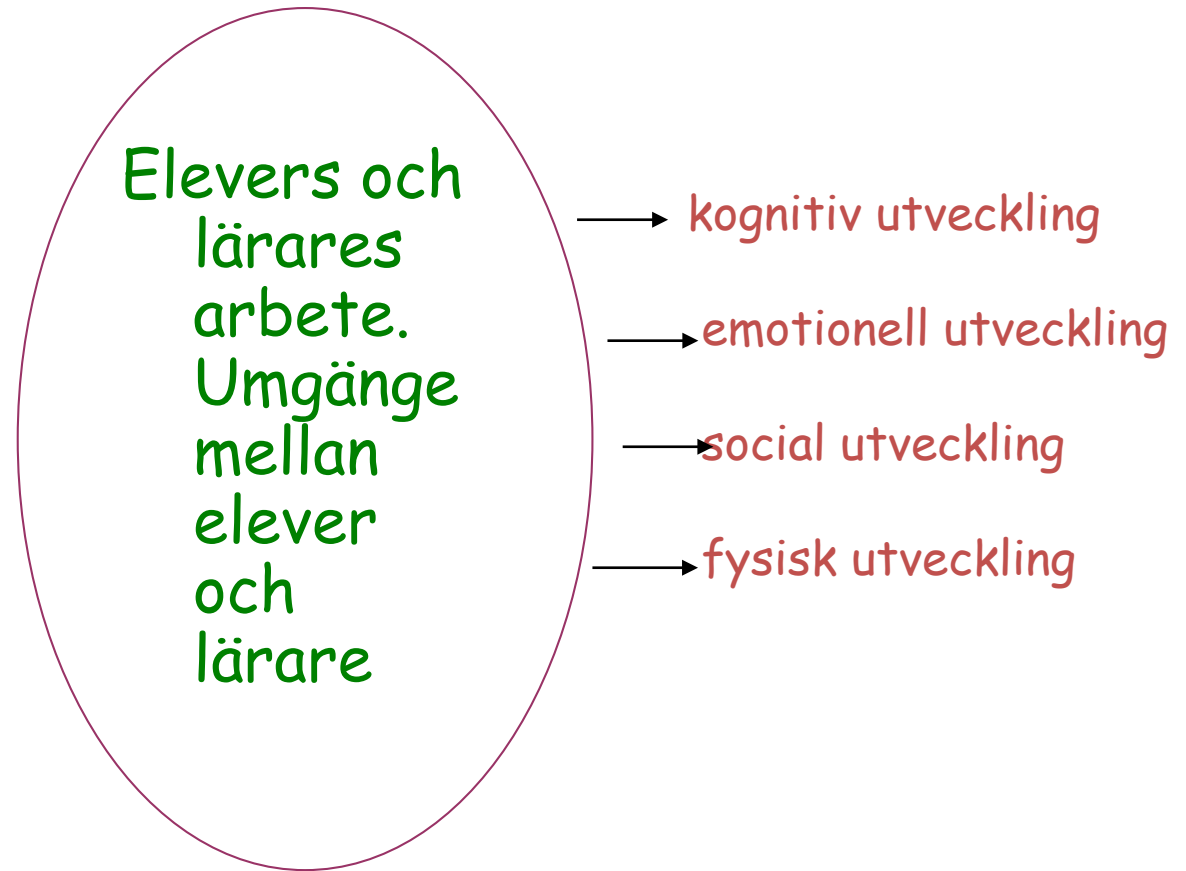 Elevers och
lärares
arbete.
Umgänge
mellan
elever
och
lärare
kognitiv utveckling
emotionell utveckling
social utveckling
fysisk utveckling